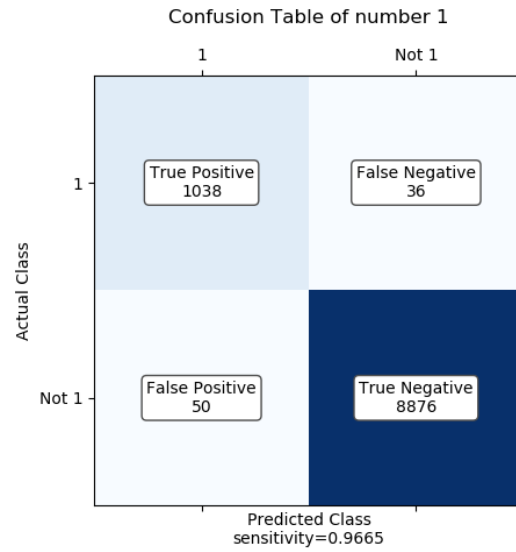 Confusion Table of number 1
1
Not 1
True Positive
1038
False Negative
36
1
Actual Class
False Positive
50
True Negative
8876
Not 1
Predicted Class
sensitivity=0.9665